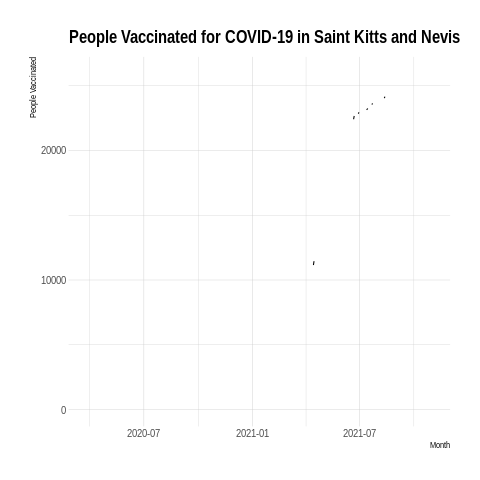 People Vaccinated for COVID-19 in Saint Kitts and Nevis
People Vaccinated
20000
10000
0
2020-07
2021-01
2021-07
Month